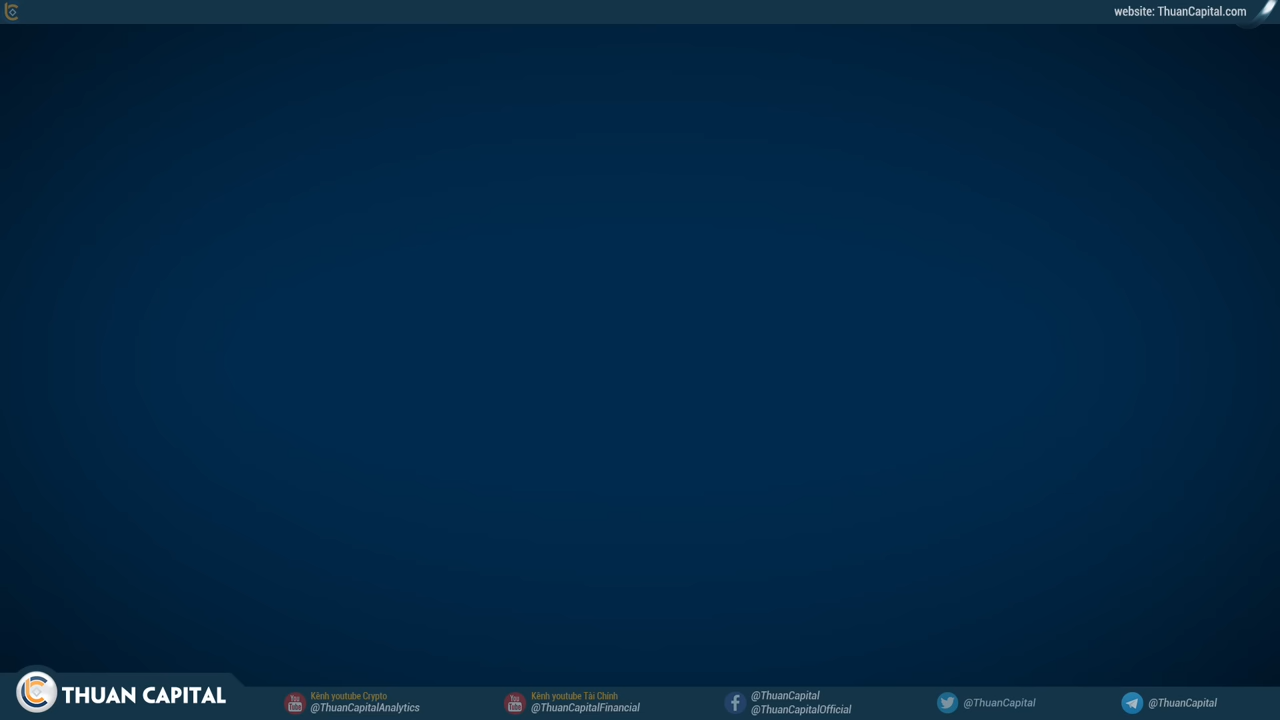 website: ThuanCapital.com
THUAN CAPITAL
Kênh youtube Crypto
@ThuanCapitalAnalytics
Kênh youtube Tài Chính
@ThuanCapitalFinancial
@ThuanCapital
@ThuanCapitalOfficial
@ThuanCapital
@ThuanCapital